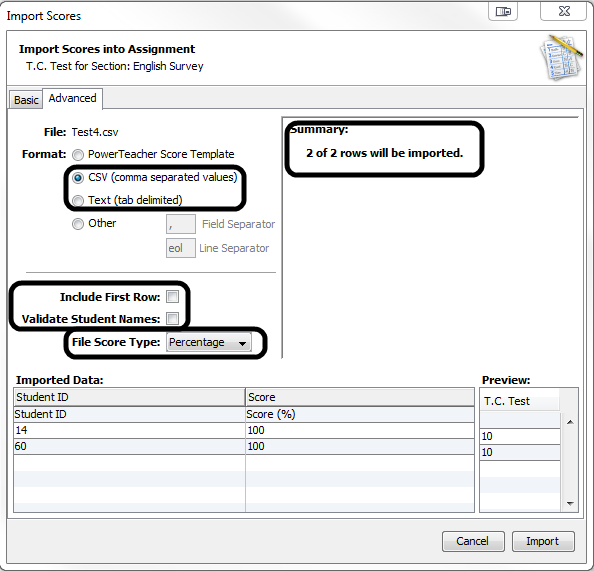 Import Scores
Import Scores into Assignment
T.C. Test for Section: English Survey
Basic
Advanced
File: Test4.csv
Format: PowerTeacher Score Template
CSV (comma separated values)
Text (tab delimited)
Other , Field Separator
eol Line Separator
Include First Row:
Validate Student Names:
File Score Type: Percentage
Summary:
2 of 2 rows will be imported.
Imported Data:
Student ID Score
Student ID Score (%)
14 100
60 100
Preview:
T.C. Test
10
10
Cancel
Import